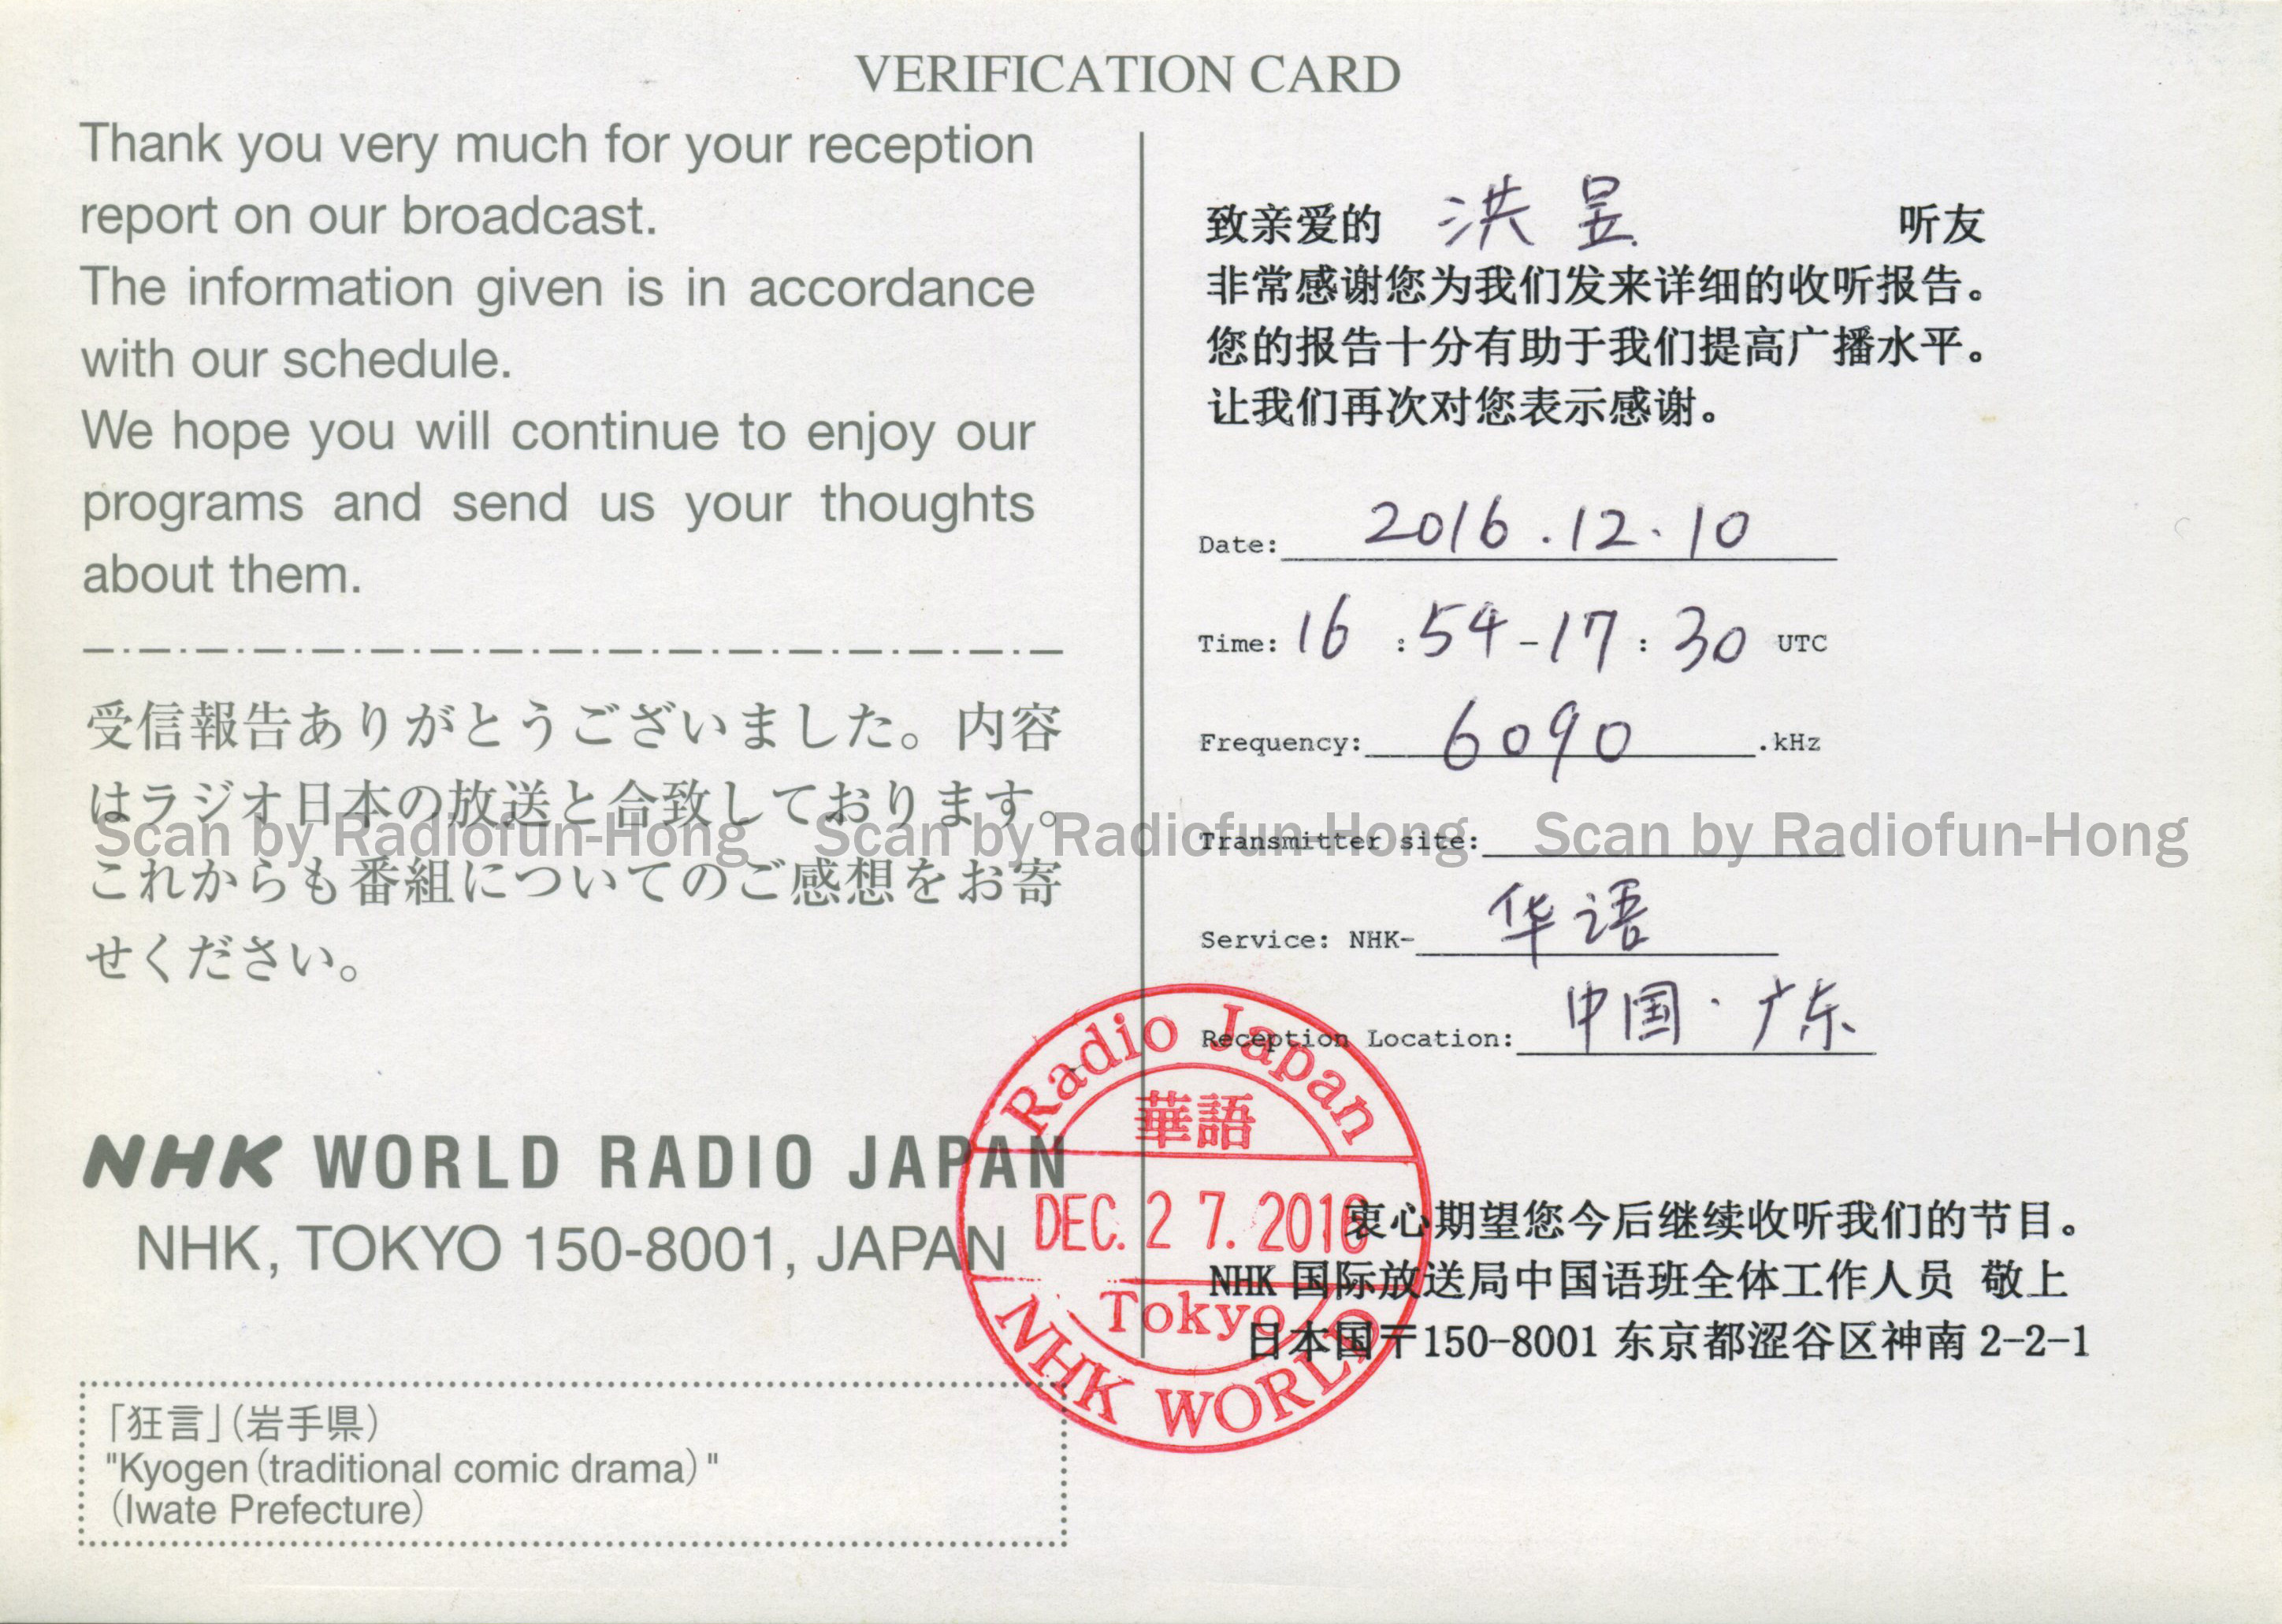 VERIFICATION CARD
Thank you very much for your reception
report on our broadcast.
The information given is in accordance
with our schedule.
We hope you will continue to enjoy our
programs and send us your thoughts
about them.
受信報告ありがとうございました。内容
はラジオ日本の放送と合致しております。
これからも番組についてのご感想をお寄
せください。
NHK WORLD RADIO JAPAN
NHK, TOKYO 150-8001, JAPAN
「狂言」（岩手県）
"Kyogen（traditional comic drama）"
（Iwate Prefecture）
致亲爱的 洪昱 听友
非常感谢您为我们发来详细的收听报告。
您的报告十分有助于我们提高广播水平。
让我们再次对您表示感谢。
Date: 2016.12.10
Time: 16:54-17:30 UTC
Frequency: 6090 .kHz
Transmitter site:
Service: NHK- 华语
Reception Location: 中国·广东
衷心期望您今后继续收听我们的节目。
NHK 国际放送局中国语班全体工作人员 敬上
日本国〒150-8001 东京都涩谷区神南 2-2-1
Radio Japan
華語
DEC. 27. 2016
Tokyo
NHK WORLD
Scan by Radiofun-Hong Scan by Radiofun-Hong Scan by Radiofun-Hong